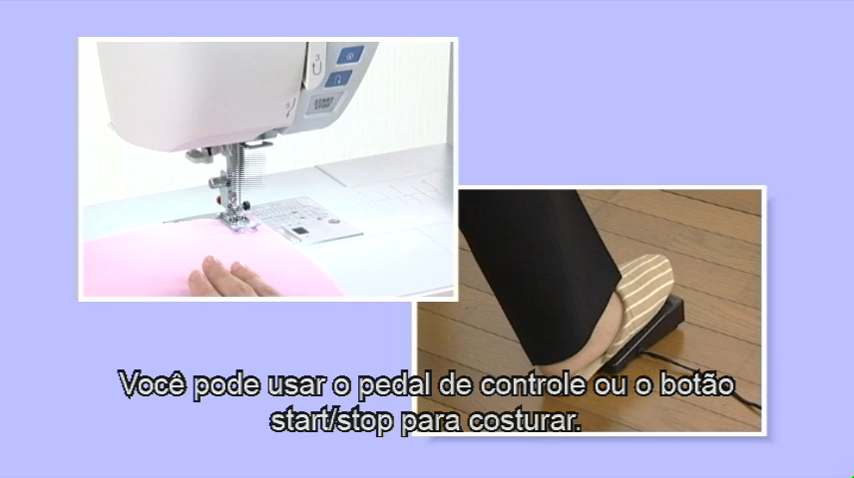 Você pode usar o pedal de controle ou o botão
start/stop para costurar.